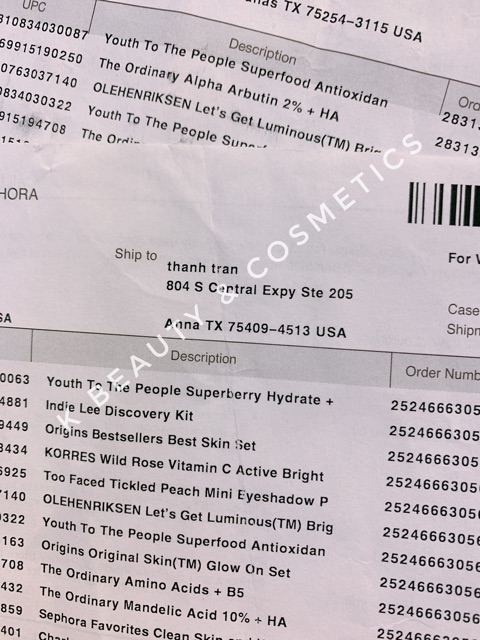 nas TX 75254-3115 USA
UPC Description
810834030087 Youth To The People Superfood Antioxidan
69915190250 The Ordinary Alpha Arbutin 2% + HA
0763037140 OLEHENRIKSEN Let's Get Luminous(TM) Brig
0834030322 Youth To The People Sup
915194708 The Ordin
Ord
28313
28313
HORA
K BEAUTY & COSMETICS
For W
Ship to thanh tran
804 S Central Expy Ste 205
Anna TX 75409-4513 USA
Case
Shipm
SA
Description Order Numb
0063 Youth To The People Superberry Hydrate + 2524666305
4881 Indie Lee Discovery Kit 2524666305
9449 Origins Bestsellers Best Skin Set 2524666305
3434 KORRES Wild Rose Vitamin C Active Bright 2524666305
6925 Too Faced Tickled Peach Mini Eyeshadow P 2524666305
7140 OLEHENRIKSEN Let's Get Luminous(TM) Brig 2524666305
0322 Youth To The People Superfood Antioxidan 2524666305
163 Origins Original Skin(TM) Glow On Set 2524666305
708 The Ordinary Amino Acids + B5 2524666305
432 The Ordinary Mandelic Acid 10% + HA 2524666305
859 Sephora Favorites Clean Skin
401